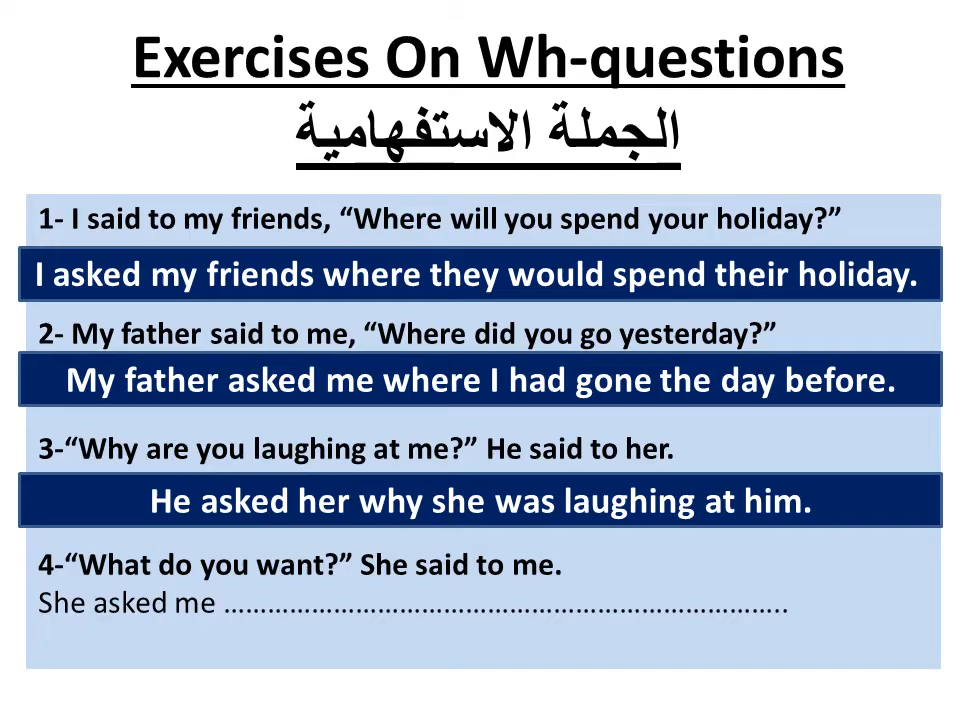 Exercises On Wh-questions
الجملة الاستفهامية
1- I said to my friends, “Where will you spend your holiday?”
I asked my friends where they would spend their holiday.
2- My father said to me, “Where did you go yesterday?”
My father asked me where I had gone the day before.
3-“Why are you laughing at me?” He said to her.
He asked her why she was laughing at him.
4-“What do you want?” She said to me.
She asked me …………………………………………………………………..